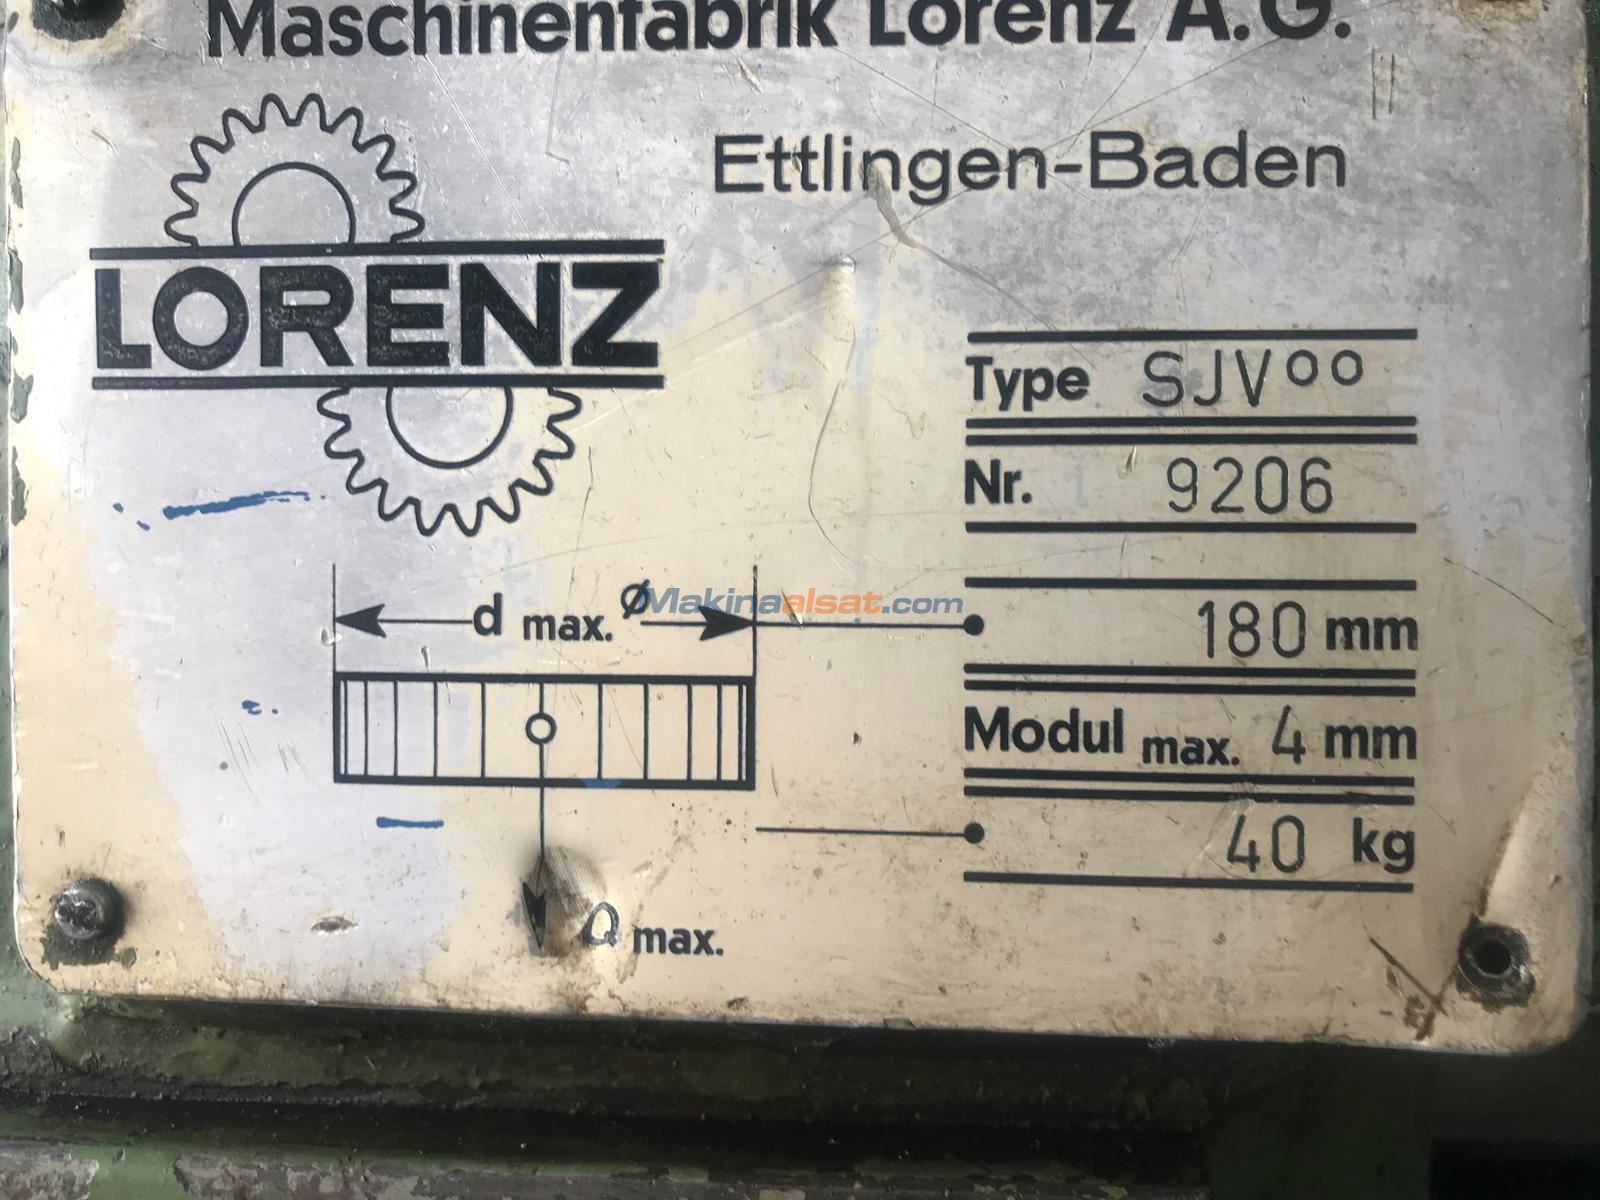 Maschinenfabrik Lorenz A.G.
Ettlingen-Baden
LORENZ
Type SJV°°
Nr. 9206
d max. ø
Makinaalsat.com
180 mm
Modul max. 4 mm
40 kg
Q max.